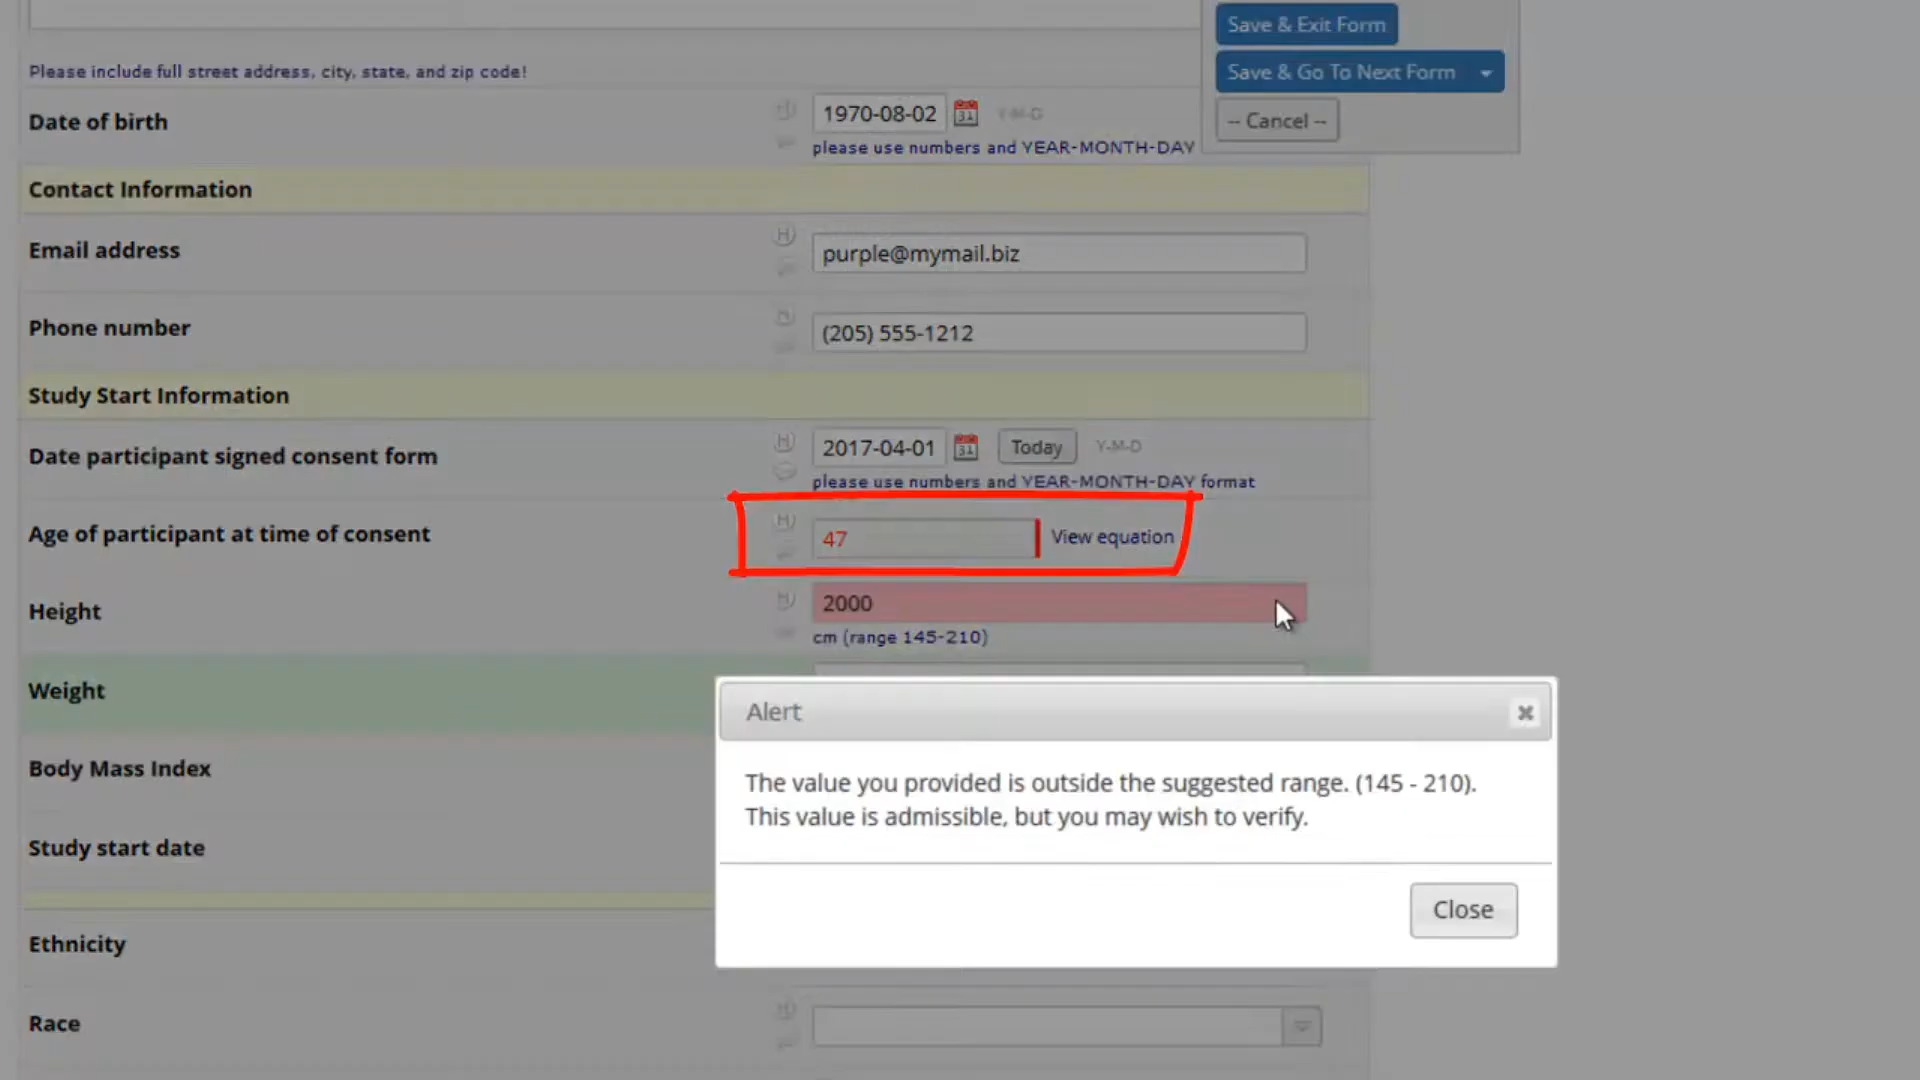 Save & Exit Form
Save & Go To Next Form
-- Cancel --
Please include full street address, city, state, and zip code!
Date of birth
1970-08-02
31
Y-M-D
please use numbers and YEAR-MONTH-DAY
Contact Information
Email address
H
purple@mymail.biz
Phone number
H
(205) 555-1212
Study Start Information
Date participant signed consent form
H
2017-04-01
31
Today
Y-M-D
please use numbers and YEAR-MONTH-DAY format
Age of participant at time of consent
H
47
View equation
Height
H
2000
cm (range 145-210)
Weight
Alert
The value you provided is outside the suggested range. (145 - 210).
This value is admissible, but you may wish to verify.
Close
Body Mass Index
Study start date
Ethnicity
Race
H